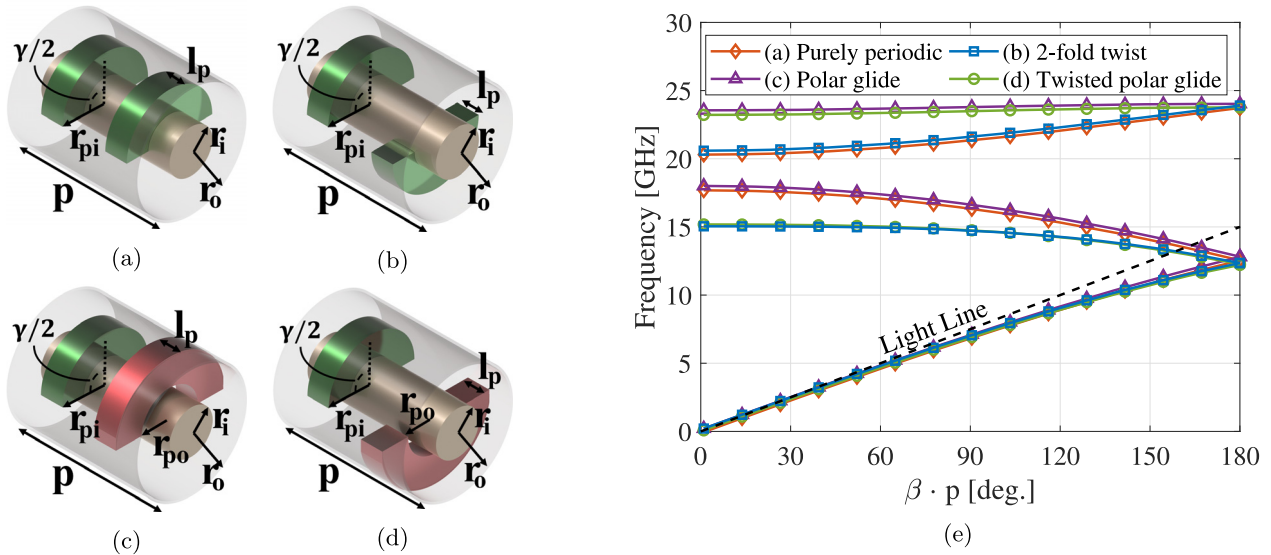 γ/2
l_p
r_pi
r_i
r_o
p
(a)
γ/2
l_p
r_pi
r_i
r_o
p
(b)
γ/2
l_p
r_pi
r_po
r_i
r_o
p
(c)
γ/2
l_p
r_pi
r_po
r_i
r_o
p
(d)
Frequency [GHz]
30
25
20
15
10
5
0
(a) Purely periodic (b) 2-fold twist
(c) Polar glide (d) Twisted polar glide
Light Line
0 30 60 90 120 150 180
β · p [deg.]
(e)